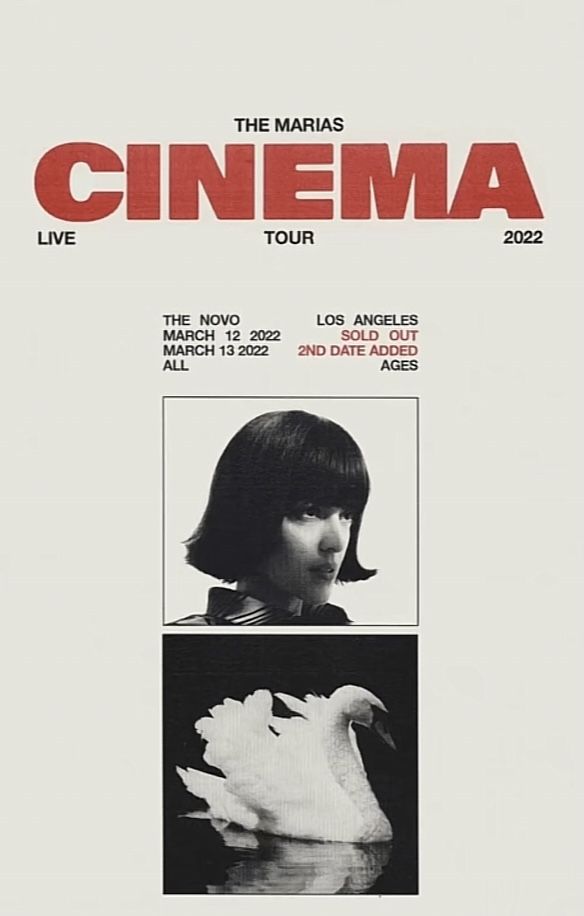 THE MARIAS
CINEMA
LIVE TOUR 2022
THE NOVO LOS ANGELES
MARCH 12 2022 SOLD OUT
MARCH 13 2022 2ND DATE ADDED
ALL AGES